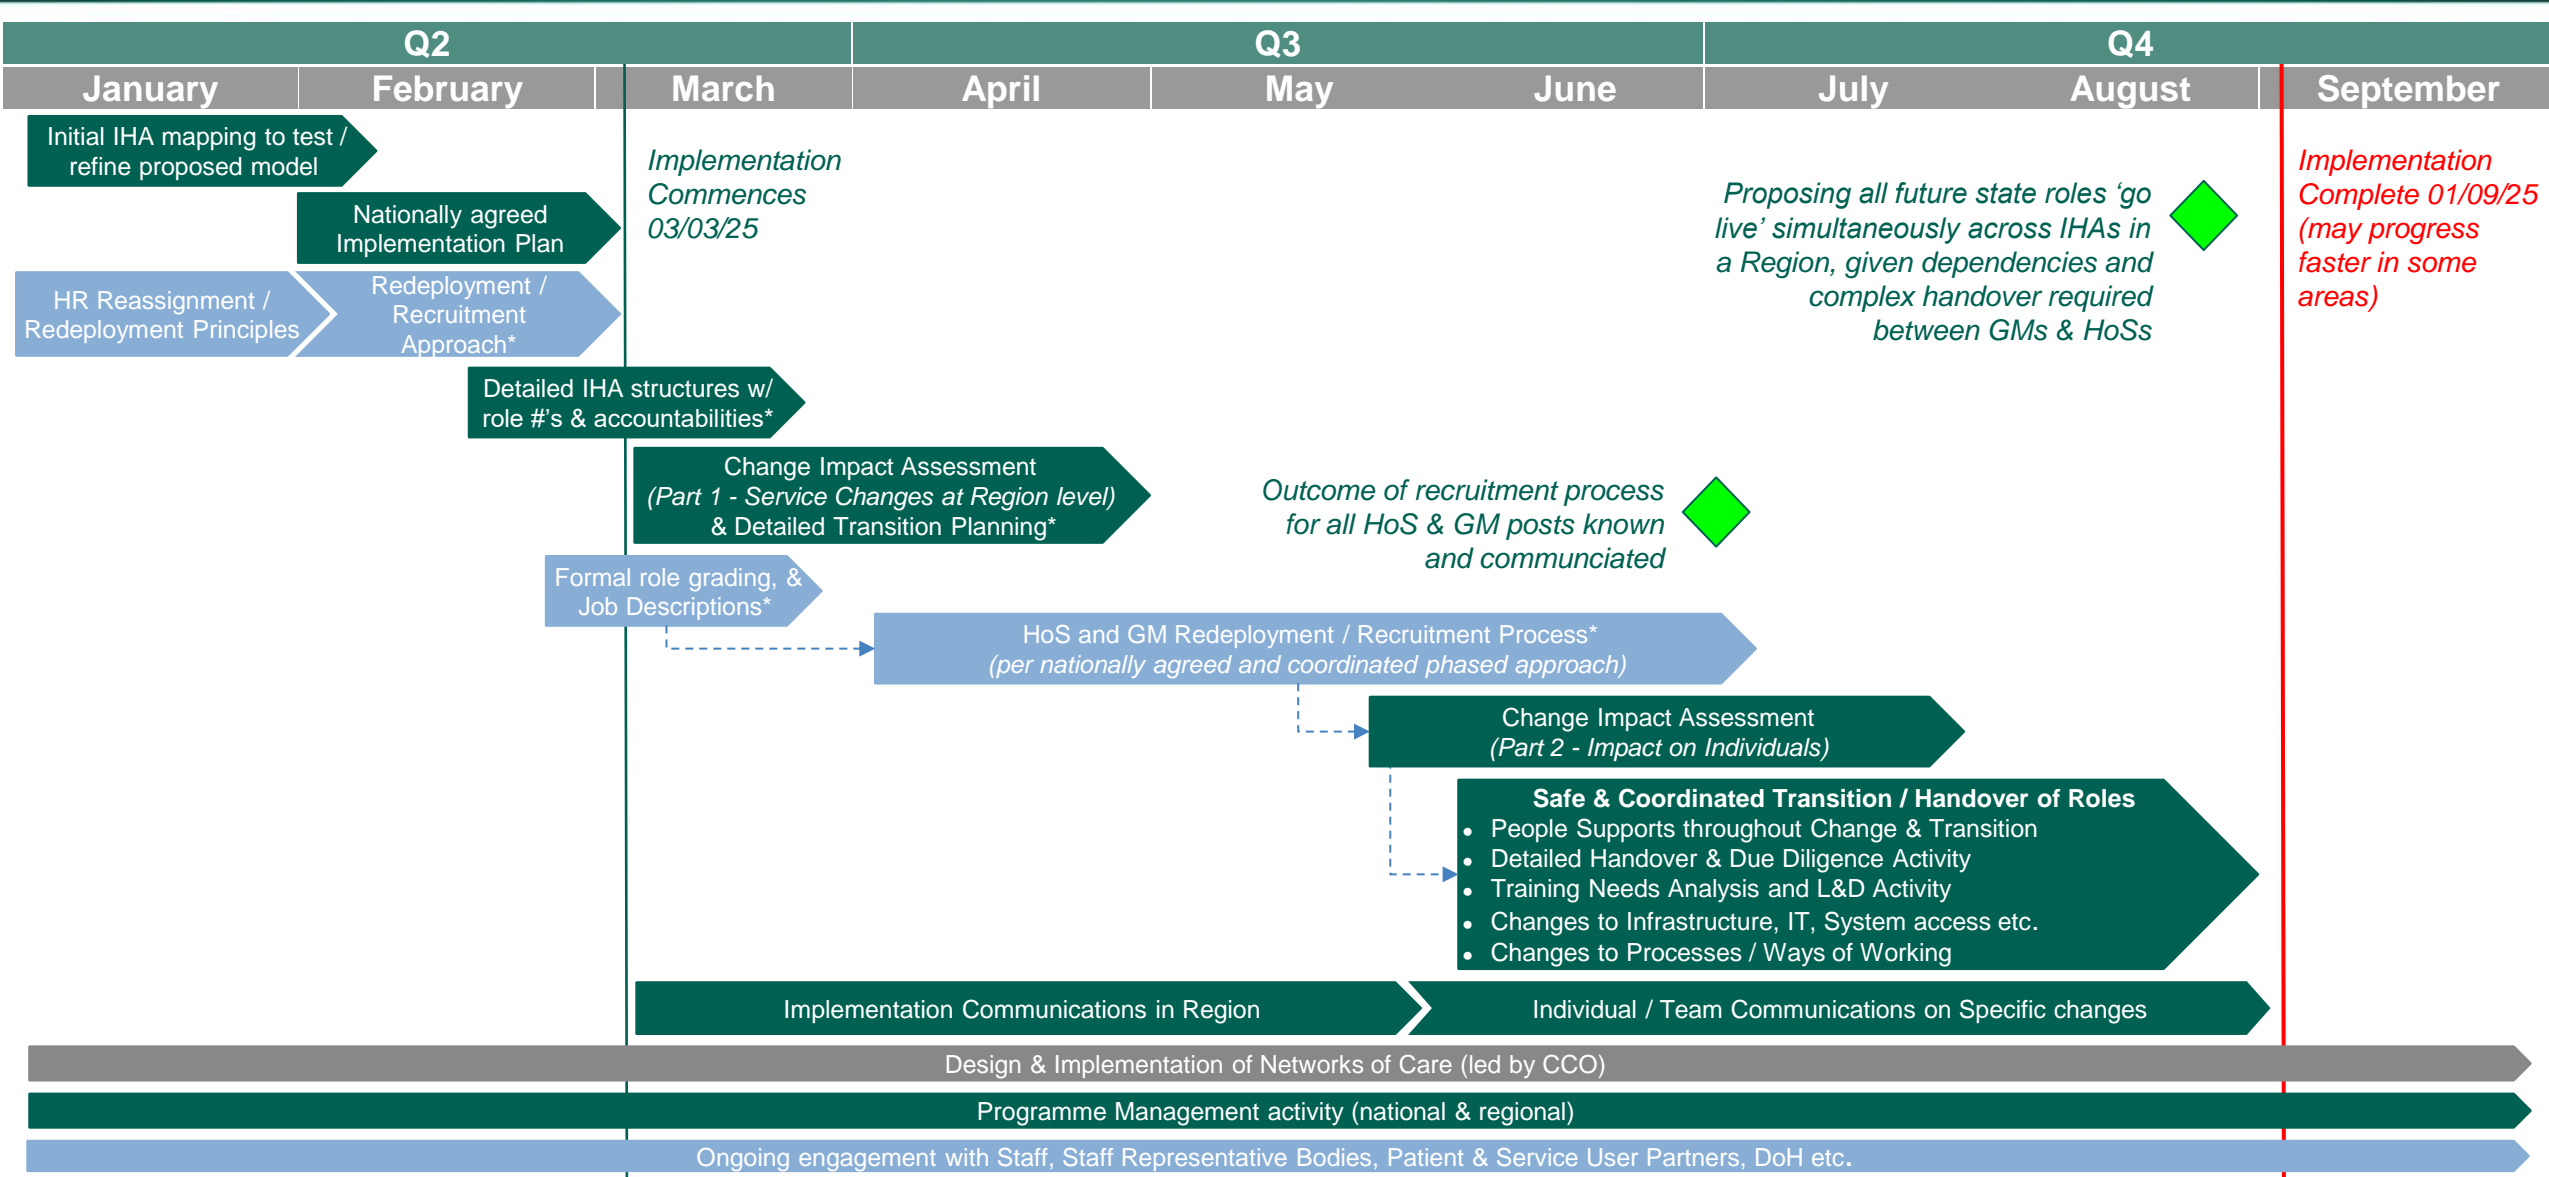 Q2
Q3
Q4
January
February
March
April
May
June
July
August
September
Initial IHA mapping to test /
refine proposed model
Implementation
Commences
03/03/25
Proposing all future state roles ‘go
live’ simultaneously across IHAs in
a Region, given dependencies and
complex handover required
between GMs & HoSs
Implementation
Complete 01/09/25
(may progress
faster in some
areas)
Nationally agreed
Implementation Plan
HR Reassignment /
Redeployment Principles
Redeployment /
Recruitment
Approach*
Detailed IHA structures w/
role #'s & accountabilities*
Change Impact Assessment
(Part 1 - Service Changes at Region level)
& Detailed Transition Planning*
Outcome of recruitment process
for all HoS & GM posts known
and communciated
Formal role grading, &
Job Descriptions*
HoS and GM Redeployment / Recruitment Process*
(per nationally agreed and coordinated phased approach)
Change Impact Assessment
(Part 2 - Impact on Individuals)
Safe & Coordinated Transition / Handover of Roles
• People Supports throughout Change & Transition
• Detailed Handover & Due Diligence Activity
• Training Needs Analysis and L&D Activity
• Changes to Infrastructure, IT, System access etc.
• Changes to Processes / Ways of Working
Implementation Communications in Region
Individual / Team Communications on Specific changes
Design & Implementation of Networks of Care (led by CCO)
Programme Management activity (national & regional)
Ongoing engagement with Staff, Staff Representative Bodies, Patient & Service User Partners, DoH etc.